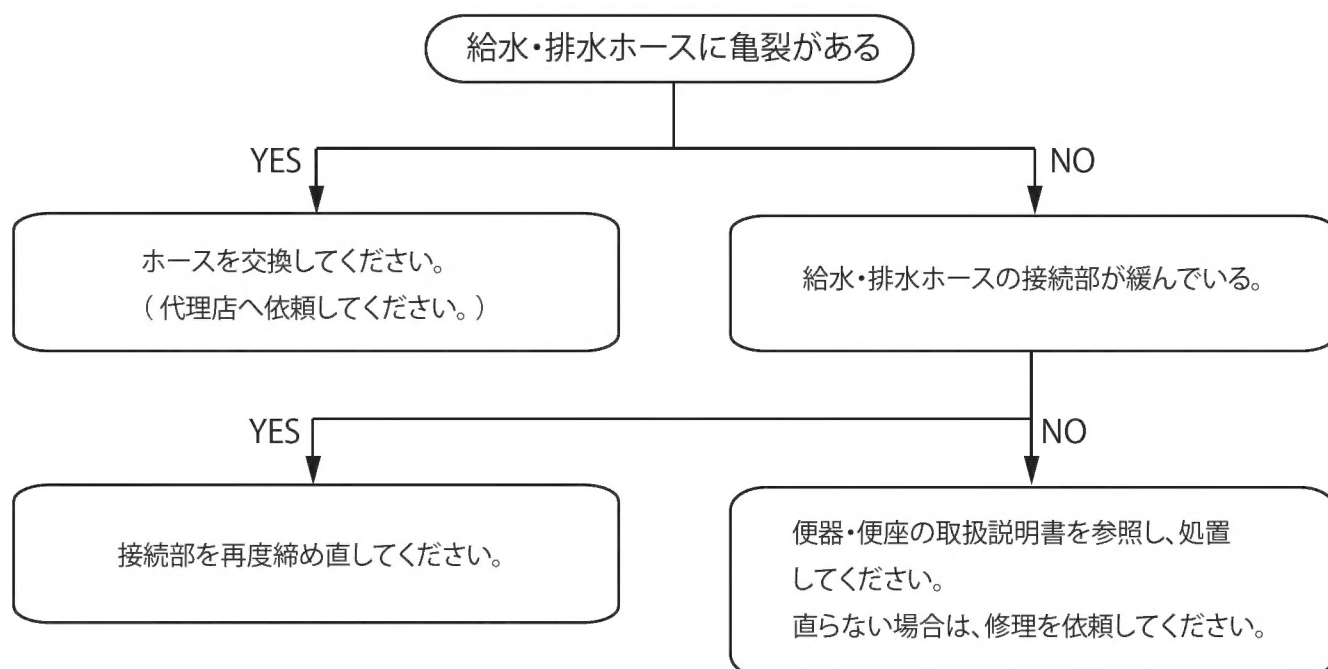 給水・排水ホースに亀裂がある
YES
NO
ホースを交換してください。
（代理店へ依頼してください。）
給水・排水ホースの接続部が緩んでいる。
YES
NO
接続部を再度締め直してください。
便器・便座の取扱説明書を参照し、処置
してください。
直らない場合は、修理を依頼してください。